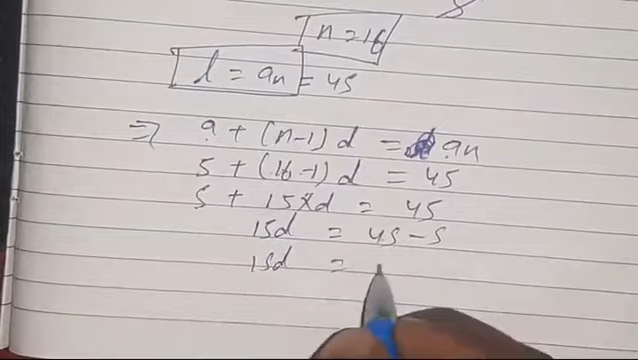 n = 16
l = an = 45
⇒ a + (n-1) d = an
5 + (16-1) d = 45
5 + 15 × d = 45
15d = 45 - 5
15d =